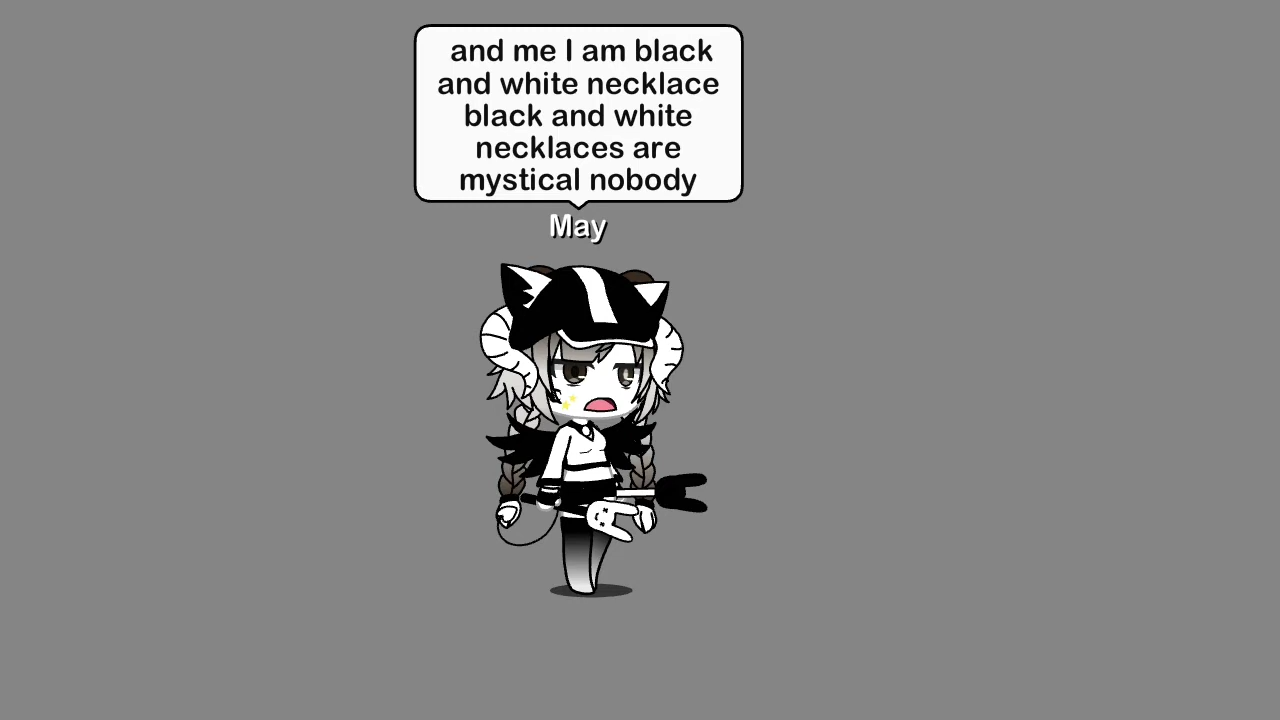 and me I am black
and white necklace
black and white
necklaces are
mystical nobody
May